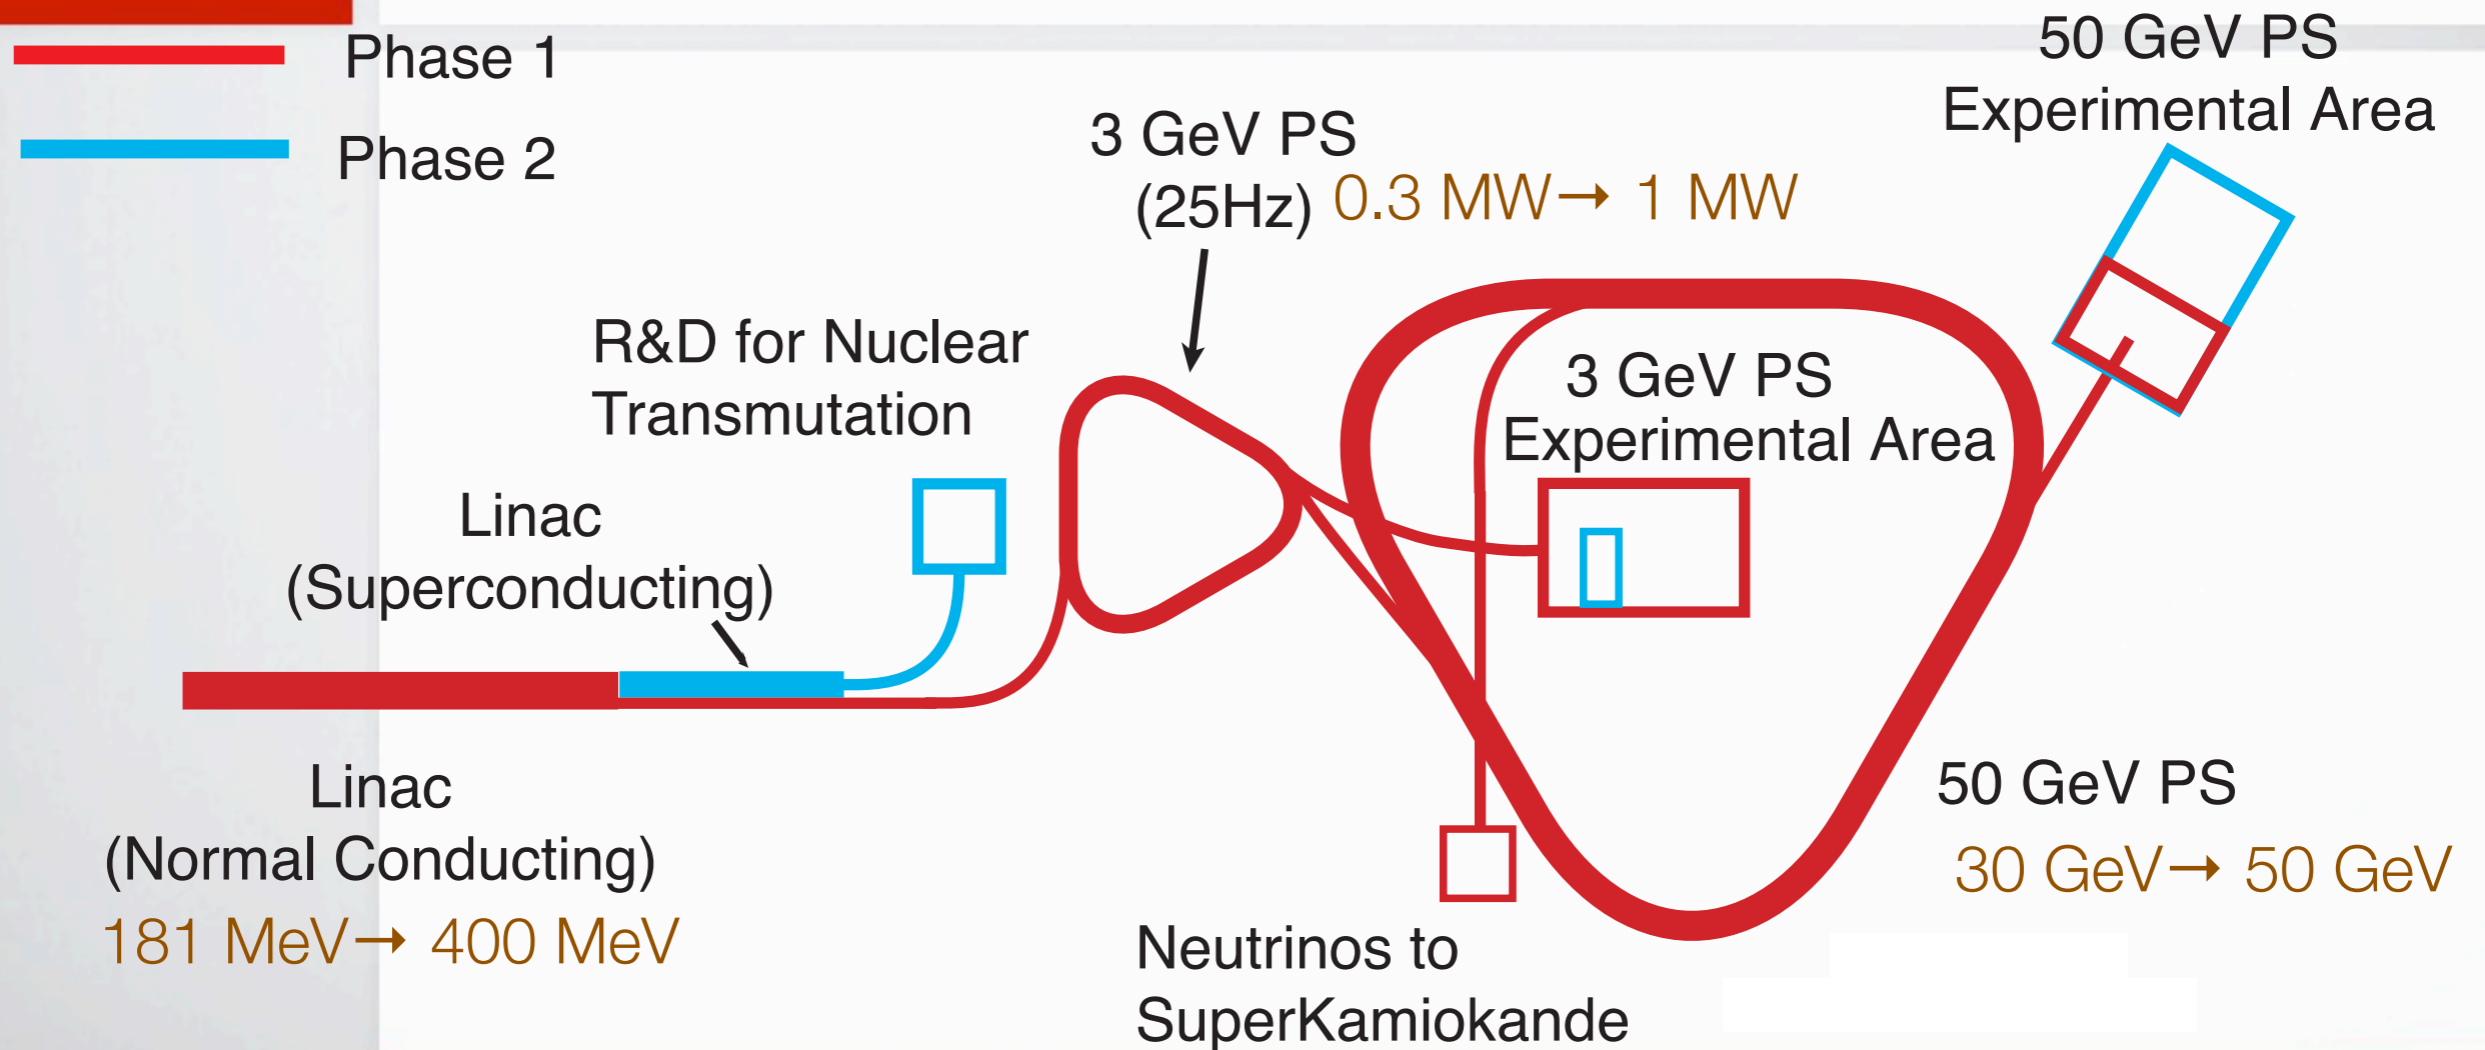 Phase 1
Phase 2
50 GeV PS
Experimental Area
3 GeV PS
(25Hz) 0.3 MW→ 1 MW
R&D for Nuclear
Transmutation
3 GeV PS
Experimental Area
Linac
(Superconducting)
Linac
(Normal Conducting)
181 MeV→ 400 MeV
50 GeV PS
30 GeV→ 50 GeV
Neutrinos to
SuperKamiokande